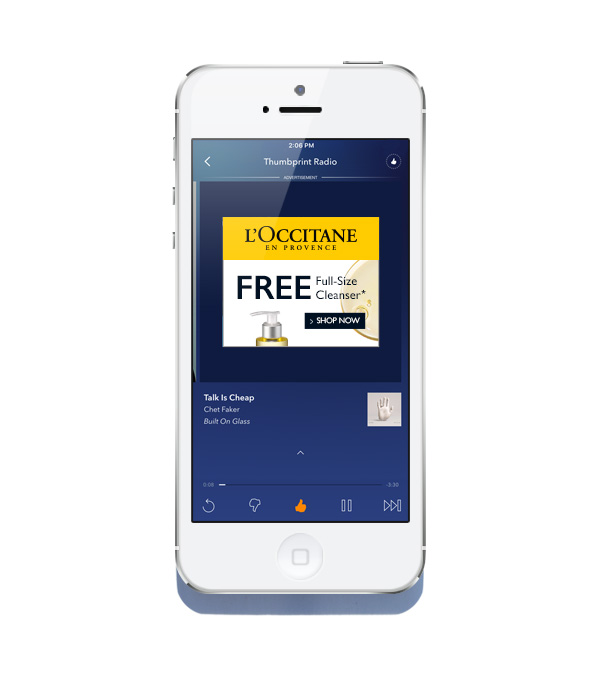 2:06 PM
Thumbprint Radio
ADVERTISEMENT
L'OCCITANE
EN PROVENCE
FREE Full-Size
Cleanser*
> SHOP NOW
Talk Is Cheap
Chet Faker
Built On Glass
0:05 -3:35